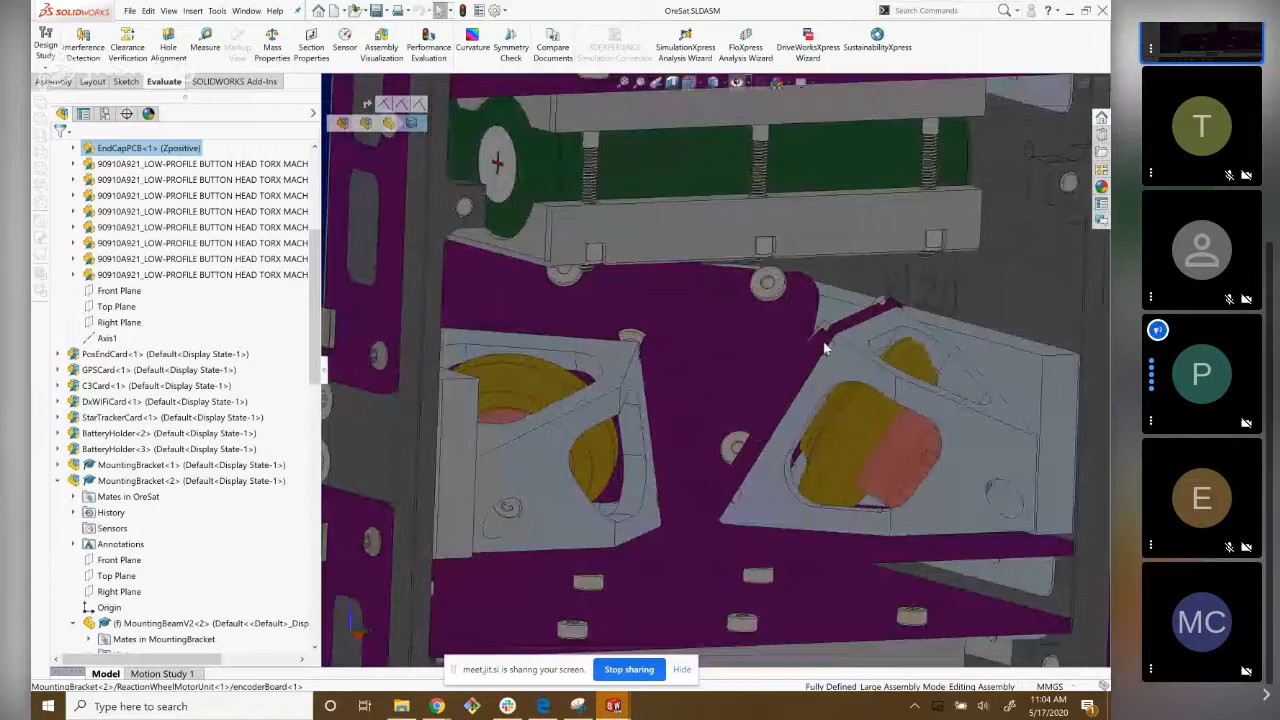 SOLIDWORKS
File Edit View Insert Tools Window Help
OreSat.SLDASM
Search Commands
Design Study
Interference Detection
Clearance Verification
Hole Alignment
Measure
Markup View
Mass Properties
Section Properties
Sensor
Assembly Visualization
Performance Evaluation
Curvature
Symmetry Check
Compare Documents
3DEXPERIENCE Simulation Connector
SimulationXpress Analysis Wizard
FloXpress Analysis Wizard
DriveWorksXpress Wizard
SustainabilityXpress
Assembly Layout Sketch Evaluate SOLIDWORKS Add-Ins
EndCapPCB<1> (Zpositive)
90910A921_LOW-PROFILE BUTTON HEAD TORX MACH
90910A921_LOW-PROFILE BUTTON HEAD TORX MACH
90910A921_LOW-PROFILE BUTTON HEAD TORX MACH
90910A921_LOW-PROFILE BUTTON HEAD TORX MACH
90910A921_LOW-PROFILE BUTTON HEAD TORX MACH
90910A921_LOW-PROFILE BUTTON HEAD TORX MACH
90910A921_LOW-PROFILE BUTTON HEAD TORX MACH
90910A921_LOW-PROFILE BUTTON HEAD TORX MACH
Front Plane
Top Plane
Right Plane
Axis1
PosEndCard<1> (Default<Display State-1>)
GPSCard<1> (Default<Display State-1>)
C3Card<1> (Default<Display State-1>)
DxWiFiCard<1> (Default<Display State-1>)
StarTrackerCard<1> (Default<Display State-1>)
BatteryHolder<2> (Default<Display State-1>)
BatteryHolder<3> (Default<Display State-1>)
MountingBracket<1> (Default<Display State-1>)
MountingBracket<2> (Default<Display State-1>)
Mates in OreSat
History
Sensors
Annotations
Front Plane
Top Plane
Right Plane
Origin
(f) MountingBeamV2<2> (Default<<Default>_Disp
Mates in MountingBracket
Model Motion Study 1
meet.jit.si is sharing your screen. Stop sharing Hide
MountingBracket<2>/ReactionWheelMotorUnit<1>/encoderBoard<1>
Fully Defined Large Assembly Mode Editing Assembly MMGS
Type here to search
11:04 AM
5/17/2020
T
P
E
MC